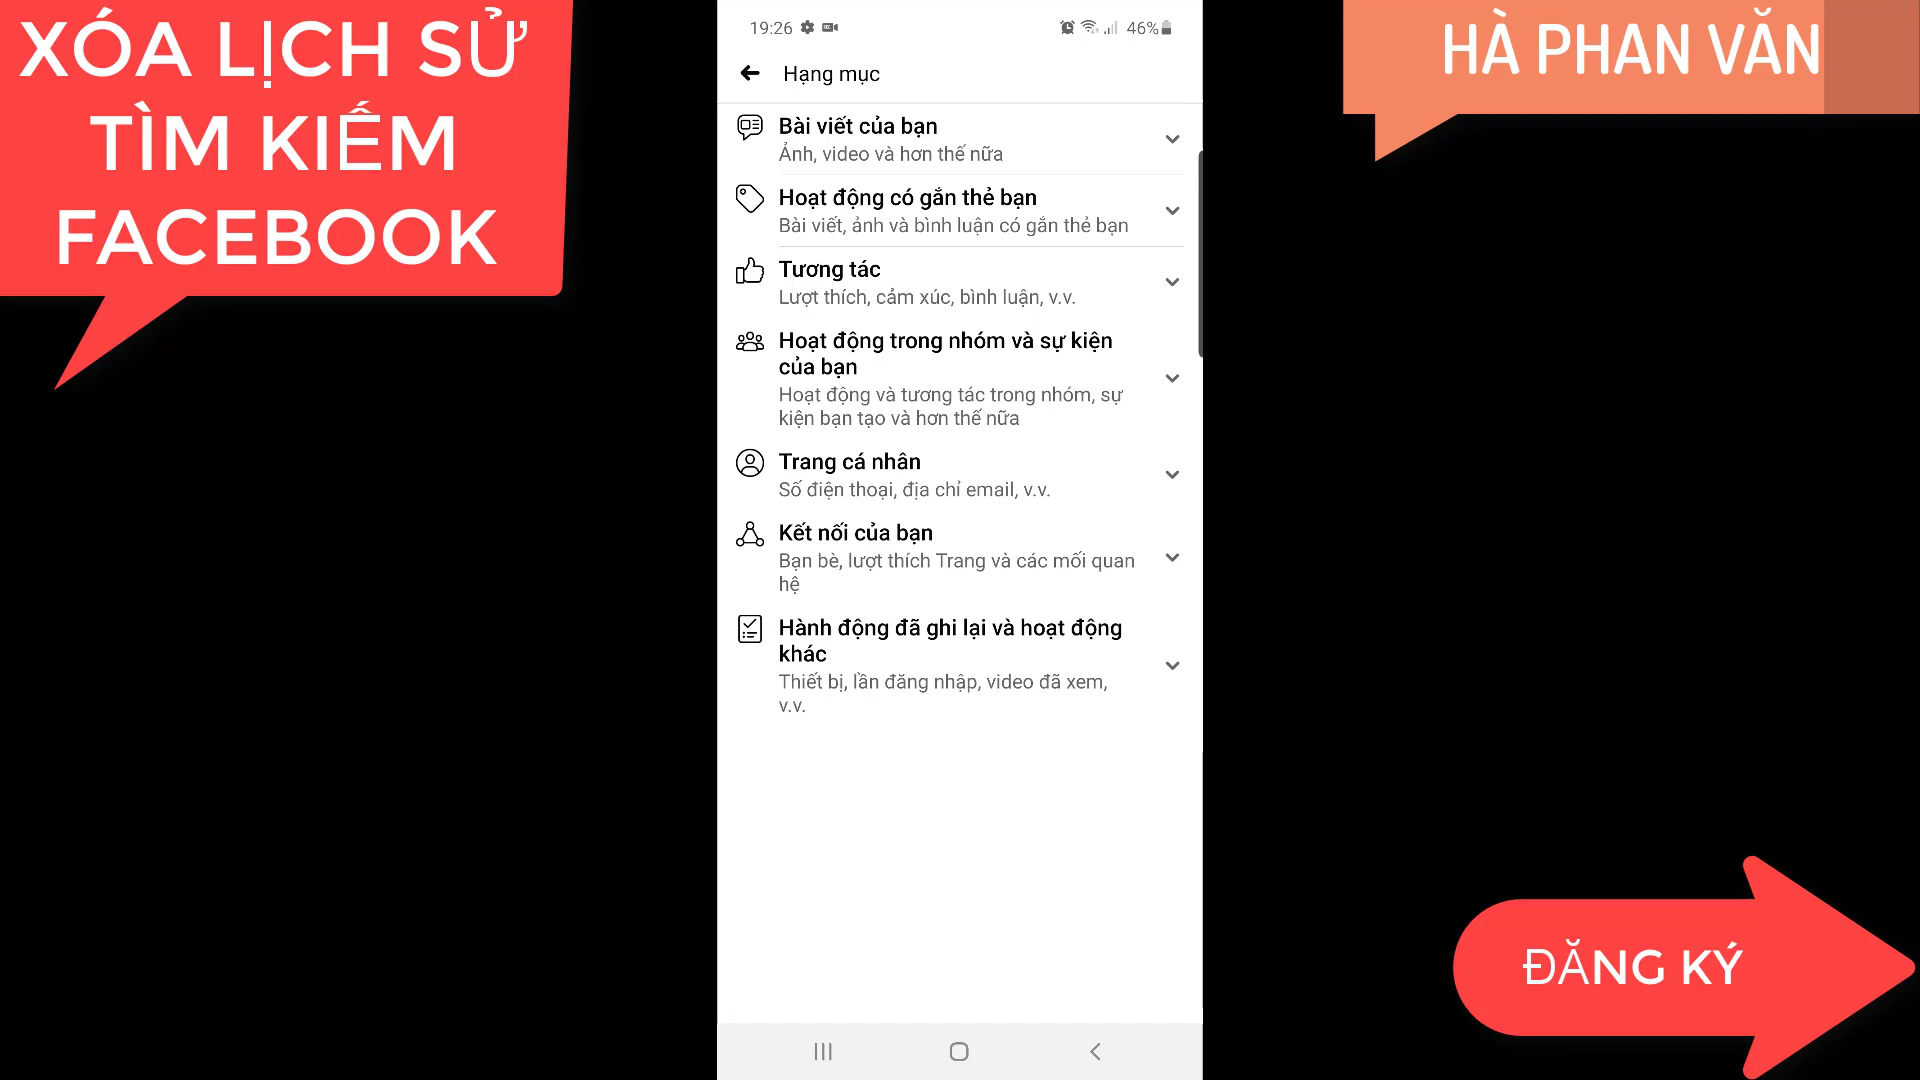 XÓA LỊCH SỬ
TÌM KIẾM
FACEBOOK
19:26
46%
Hạng mục
Bài viết của bạn
Ảnh, video và hơn thế nữa
Hoạt động có gắn thẻ bạn
Bài viết, ảnh và bình luận có gắn thẻ bạn
Tương tác
Lượt thích, cảm xúc, bình luận, v.v.
Hoạt động trong nhóm và sự kiện
của bạn
Hoạt động và tương tác trong nhóm, sự
kiện bạn tạo và hơn thế nữa
Trang cá nhân
Số điện thoại, địa chỉ email, v.v.
Kết nối của bạn
Bạn bè, lượt thích Trang và các mối quan
hệ
Hành động đã ghi lại và hoạt động
khác
Thiết bị, lần đăng nhập, video đã xem,
v.v.
HÀ PHAN VĂN
ĐĂNG KÝ